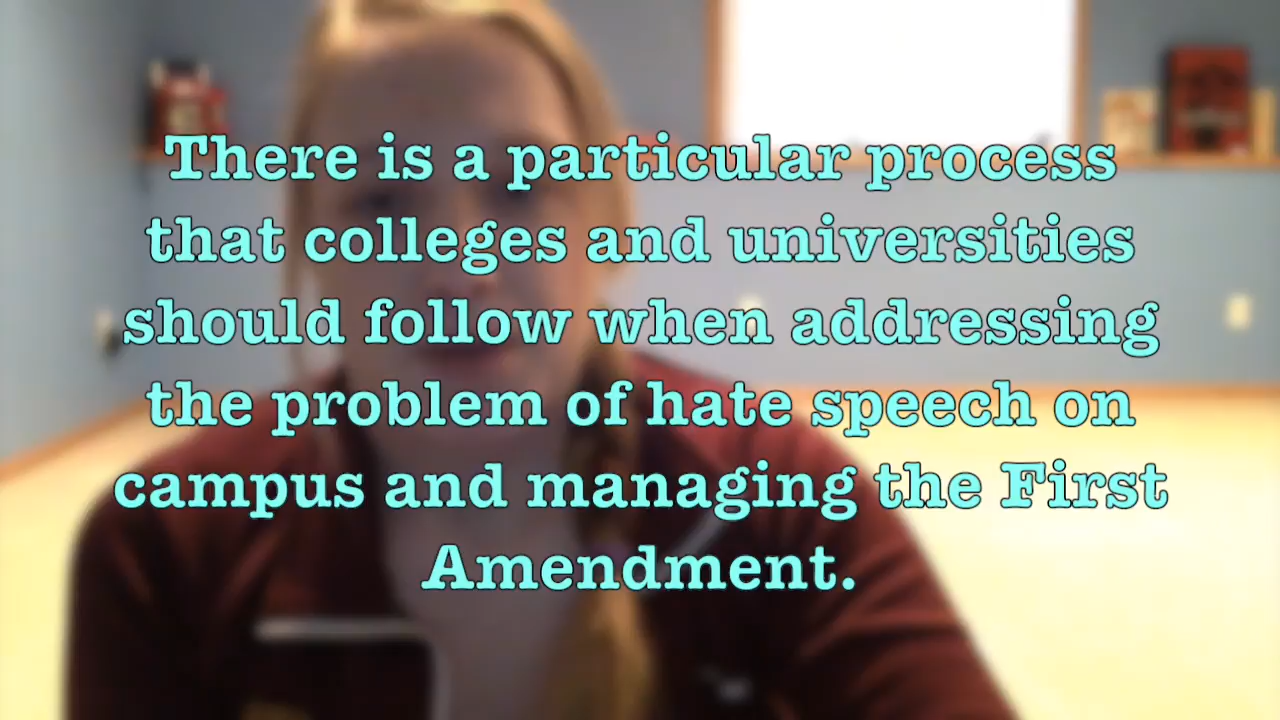 There is a particular process
that colleges and universities
should follow when addressing
the problem of hate speech on
campus and managing the First
Amendment.